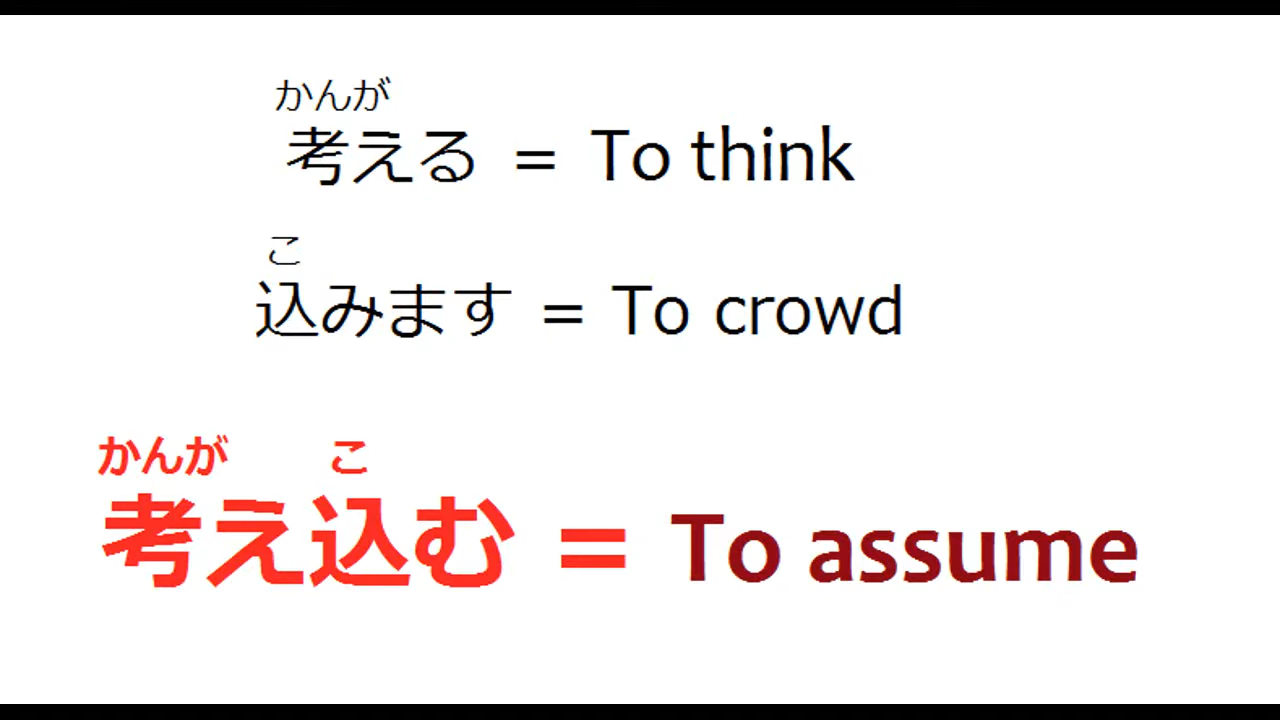 かんが
考える = To think
こ
込みます = To crowd
かんが こ
考え込む = To assume